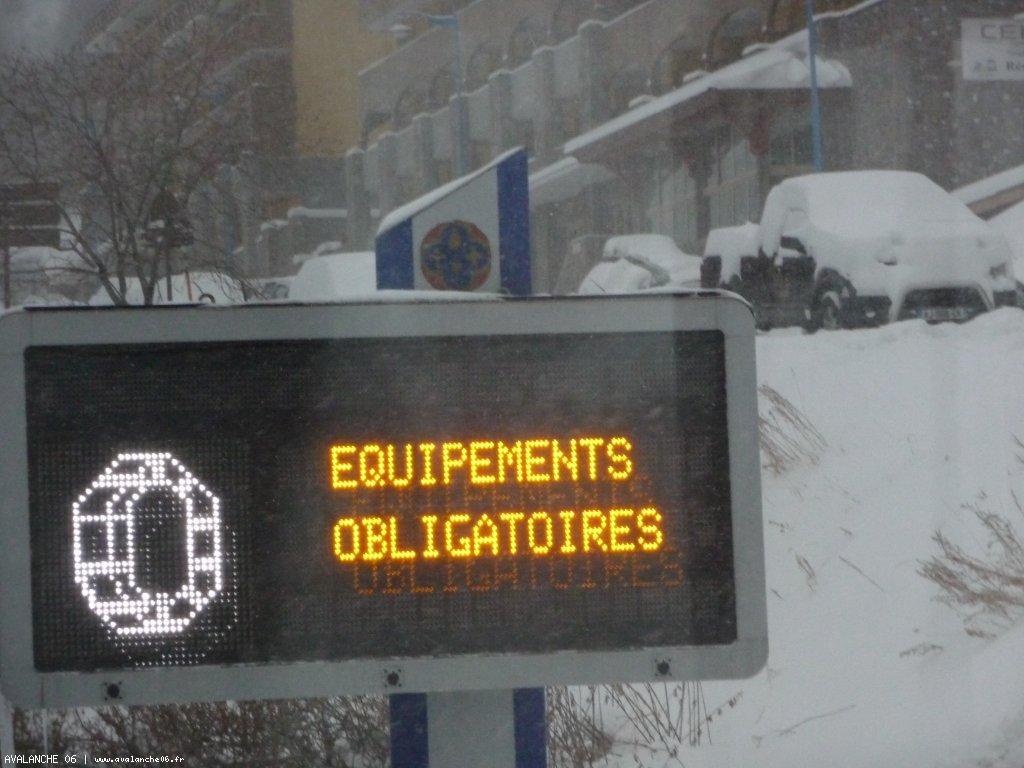 EQUIPEMENTS
OBLIGATOIRES
AVALANCHE 06 | www.avalanche06.fr